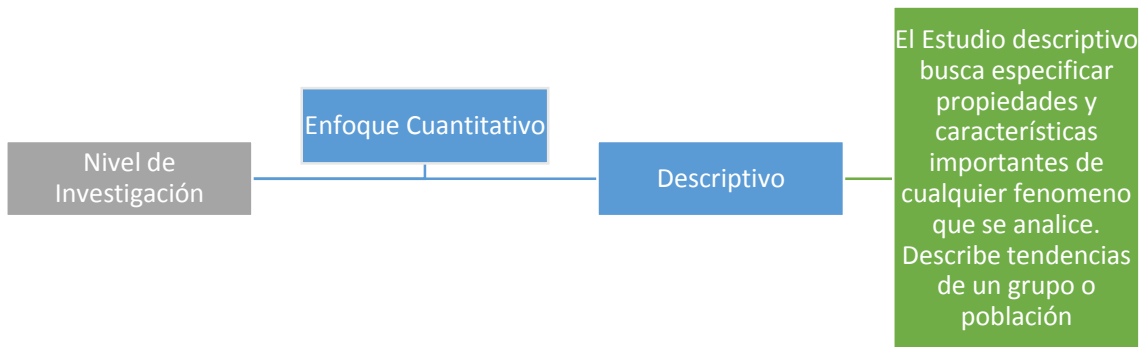 Nivel de
Investigación
Enfoque Cuantitativo
Descriptivo
El Estudio descriptivo
busca especificar
propiedades y
características
importantes de
cualquier fenomeno
que se analice.
Describe tendencias
de un grupo o
población